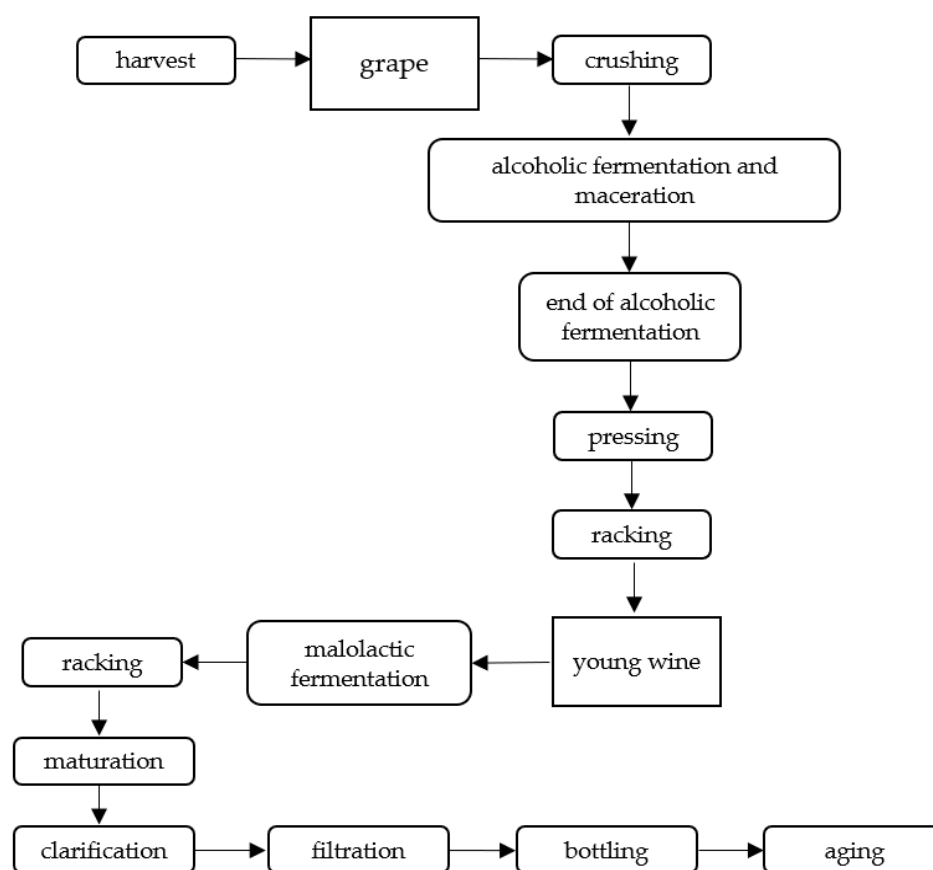 harvest
grape
crushing
alcoholic fermentation and
maceration
end of alcoholic
fermentation
pressing
racking
young wine
malolactic
fermentation
racking
maturation
clarification
filtration
bottling
aging